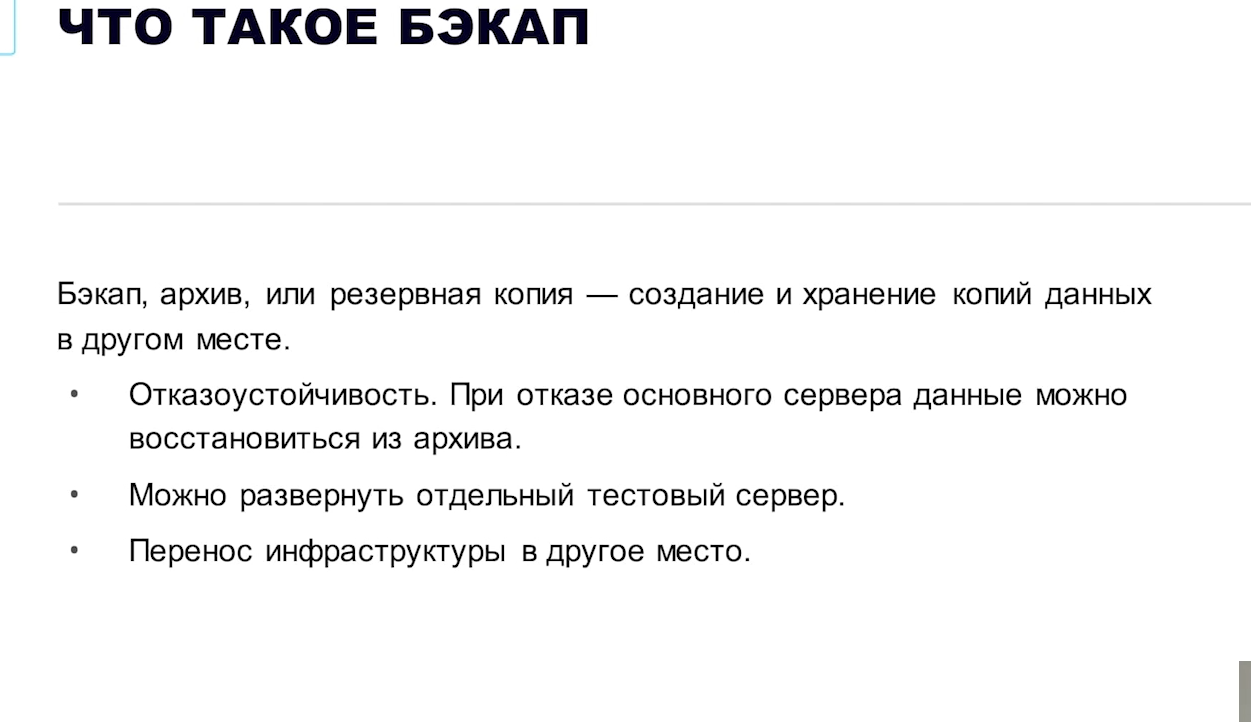 ЧТО ТАКОЕ БЭКАП
Бэкап, архив, или резервная копия — создание и хранение копий данных
в другом месте.
• Отказоустойчивость. При отказе основного сервера данные можно
восстановиться из архива.
• Можно развернуть отдельный тестовый сервер.
• Перенос инфраструктуры в другое место.